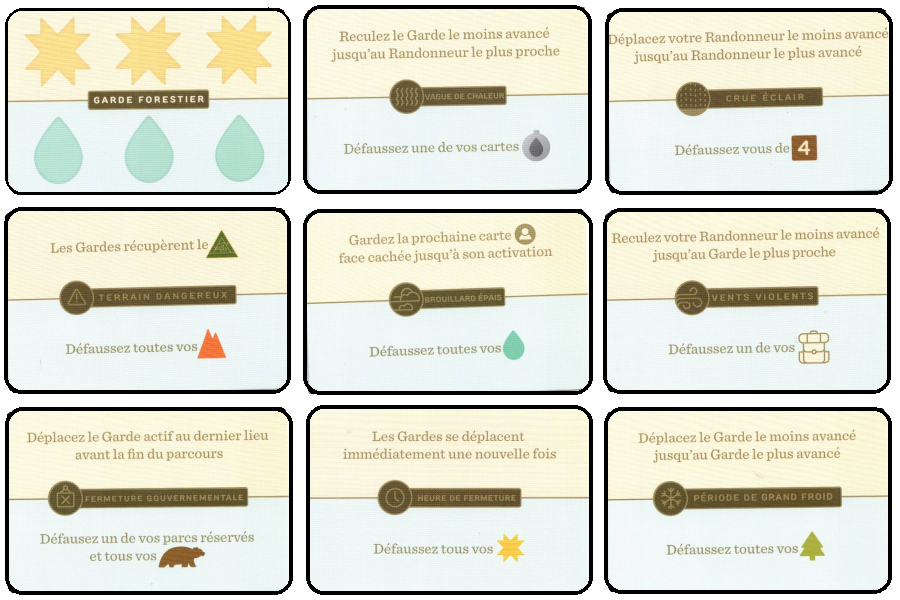 GARDE FORESTIER
Reculez le Garde le moins avancé
jusqu'au Randonneur le plus proche
VAGUE DE CHALEUR
Défaussez une de vos cartes
Déplacez votre Randonneur le moins avancé
jusqu'au Randonneur le plus avancé
CRUE ÉCLAIR
Défaussez vous de 4
Les Gardes récupèrent le
TERRAIN DANGEREUX
Défaussez toutes vos
Gardez la prochaine carte
face cachée jusqu'à son activation
BROUILLARD ÉPAIS
Défaussez toutes vos
Reculez votre Randonneur le moins avancé
jusqu'au Garde le plus proche
VENTS VIOLENTS
Défaussez un de vos
Déplacez le Garde actif au dernier lieu
avant la fin du parcours
FERMETURE GOUVERNEMENTALE
Défausez un de vos parcs réservés
et tous vos
Les Gardes se déplacent
immédiatement une nouvelle fois
HEURE DE FERMETURE
Défaussez tous vos
Déplacez le Garde le moins avancé
jusqu'au Garde le plus avancé
PÉRIODE DE GRAND FROID
Défaussez toutes vos